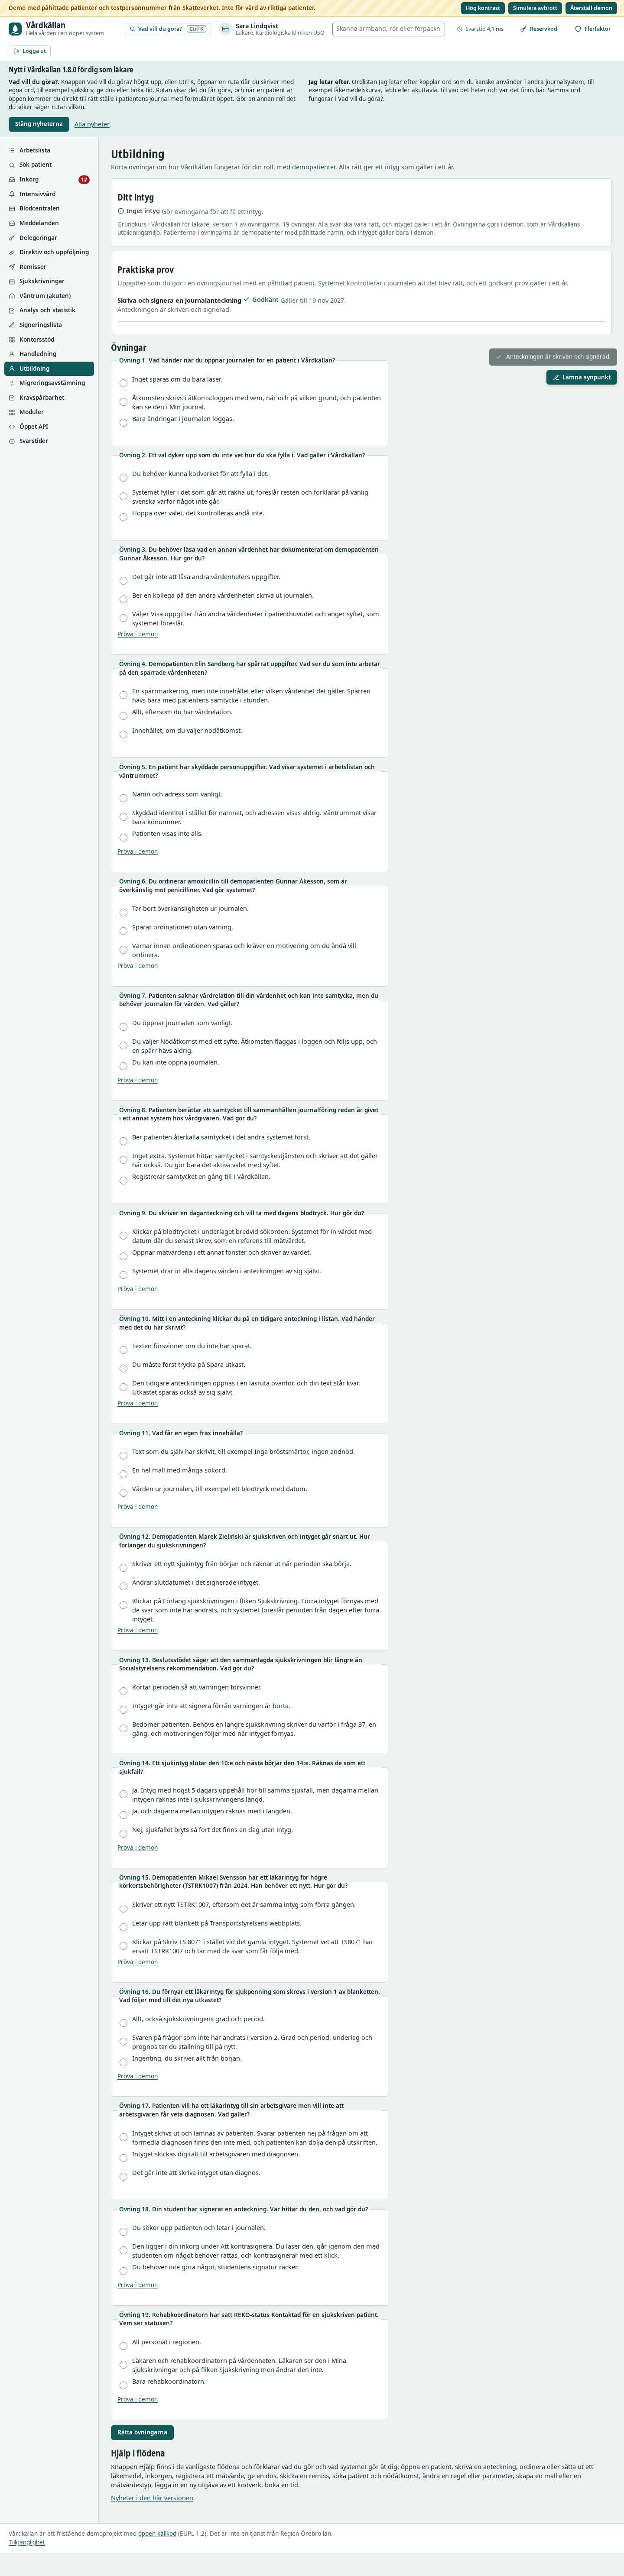 Demo med påhittade patienter och testpersonnummer från Skatteverket. Inte för vård av riktiga patienter.
Hög kontrast
Simulera avbrott
Återställ demon
Vårdkällan
Hela vården i ett öppet system
Vad vill du göra? Ctrl K
Sara Lindqvist
Läkare, Kardiologiska kliniken USÖ
Skanna armband, rör eller förpackning
Svarstid 4,1 ms
Reservkod
Flerfaktor
Logga ut
Nytt i Vårdkällan 1.8.0 för dig som läkare
Vad vill du göra?. Knappen Vad vill du göra? högst upp, eller Ctrl K, öppnar en ruta där du skriver med
egna ord, till exempel sjukskriv, ge dos eller boka tid. Rutan visar det du får göra, och när en patient är
öppen kommer du direkt till rätt ställe i patientens journal med formuläret öppet. Gör en annan roll det
du söker säger rutan vilken.
Jag letar efter. Ordlistan Jag letar efter kopplar ord som du kanske använder i andra journalsystem, till
exempel läkemedelskurva, labb eller akuttavla, till vad det heter och var det finns här. Samma ord
fungerar i Vad vill du göra?.
Stäng nyheterna
Alla nyheter
Arbetslista
Sök patient
Inkorg 12
Intensivvård
Blodcentralen
Meddelanden
Delegeringar
Direktiv och uppföljning
Remisser
Sjukskrivningar
Väntrum (akuten)
Analys och statistik
Signeringslista
Kontorsstöd
Handledning
Utbildning
Migreringsavstämning
Kravspårbarhet
Moduler
Öppet API
Svarstider
Utbildning
Korta övningar om hur Vårdkällan fungerar för din roll, med demopatienter. Alla rätt ger ett intyg som gäller i ett år.
Ditt intyg
Inget intyg Gör övningarna för att få ett intyg.
Grundkurs i Vårdkällan för läkare, version 1 av övningarna. 19 övningar. Alla svar ska vara rätt, och intyget gäller i ett år. Övningarna görs i demon, som är Vårdkällans
utbildningsmiljö. Patienterna i övningarna är demopatienter med påhittade namn, och intyget gäller bara i demon.
Praktiska prov
Uppgifter som du gör i en övningsjournal med en påhittad patient. Systemet kontrollerar i journalen att det blev rätt, och ett godkänt prov gäller i ett år.
Skriva och signera en journalanteckning Godkänt Gäller till 19 nov 2027.
Anteckningen är skriven och signerad.
Övningar
Anteckningen är skriven och signerad.
Lämna synpunkt
Övning 1. Vad händer när du öppnar journalen för en patient i Vårdkällan?
Inget sparas om du bara läser.
Åtkomsten skrivs i åtkomstloggen med vem, när och på vilken grund, och patienten
kan se den i Min journal.
Bara ändringar i journalen loggas.
Övning 2. Ett val dyker upp som du inte vet hur du ska fylla i. Vad gäller i Vårdkällan?
Du behöver kunna kodverket för att fylla i det.
Systemet fyller i det som går att räkna ut, föreslår resten och förklarar på vanlig
svenska varför något inte går.
Hoppa över valet, det kontrolleras ändå inte.
Övning 3. Du behöver läsa vad en annan vårdenhet har dokumenterat om demopatienten
Gunnar Åkesson. Hur gör du?
Det går inte att läsa andra vårdenheters uppgifter.
Ber en kollega på den andra vårdenheten skriva ut journalen.
Väljer Visa uppgifter från andra vårdenheter i patienthuvudet och anger syftet, som
systemet föreslår.
Pröva i demon
Övning 4. Demopatienten Elin Sandberg har spärrat uppgifter. Vad ser du som inte arbetar
på den spärrade vårdenheten?
En spärrmarkering, men inte innehållet eller vilken vårdenhet det gäller. Spärren
hävs bara med patientens samtycke i stunden.
Allt, eftersom du har vårdrelation.
Innehållet, om du väljer nödåtkomst.
Övning 5. En patient har skyddade personuppgifter. Vad visar systemet i arbetslistan och
väntrummet?
Namn och adress som vanligt.
Skyddad identitet i stället för namnet, och adressen visas aldrig. Väntrummet visar
bara könummer.
Patienten visas inte alls.
Pröva i demon
Övning 6. Du ordinerar amoxicillin till demopatienten Gunnar Åkesson, som är
överkänslig mot penicilliner. Vad gör systemet?
Tar bort överkänsligheten ur journalen.
Sparar ordinationen utan varning.
Varnar innan ordinationen sparas och kräver en motivering om du ändå vill
ordinera.
Pröva i demon
Övning 7. Patienten saknar vårdrelation till din vårdenhet och kan inte samtycka, men du
behöver journalen för vården. Vad gäller?
Du öppnar journalen som vanligt.
Du väljer Nödåtkomst med ett syfte. Åtkomsten flaggas i loggen och följs upp, och
en spärr hävs aldrig.
Du kan inte öppna journalen.
Pröva i demon
Övning 8. Patienten berättar att samtycket till sammanhållen journalföring redan är givet
i ett annat system hos vårdgivaren. Vad gör du?
Ber patienten återkalla samtycket i det andra systemet först.
Inget extra. Systemet hittar samtycket i samtyckestjänsten och skriver att det gäller
här också. Du gör bara det aktiva valet med syftet.
Registrerar samtycket en gång till i Vårdkällan.
Övning 9. Du skriver en daganteckning och vill ta med dagens blodtryck. Hur gör du?
Klickar på blodtrycket i underlaget bredvid sökorden. Systemet för in värdet med
datum där du senast skrev, som en referens till mätvärdet.
Öppnar mätvärdena i ett annat fönster och skriver av värdet.
Systemet drar in alla dagens värden i anteckningen av sig självt.
Pröva i demon
Övning 10. Mitt i en anteckning klickar du på en tidigare anteckning i listan. Vad händer
med det du har skrivit?
Texten försvinner om du inte har sparat.
Du måste först trycka på Spara utkast.
Den tidigare anteckningen öppnas i en läsruta ovanför, och din text står kvar.
Utkastet sparas också av sig självt.
Pröva i demon
Övning 11. Vad får en egen fras innehålla?
Text som du själv har skrivit, till exempel Inga bröstsmärtor, ingen andnöd.
En hel mall med många sökord.
Värden ur journalen, till exempel ett blodtryck med datum.
Pröva i demon
Övning 12. Demopatienten Marek Zieliński är sjukskriven och intyget går snart ut. Hur
förlänger du sjukskrivningen?
Skriver ett nytt sjukintyg från början och räknar ut när perioden ska börja.
Ändrar slutdatumet i det signerade intyget.
Klickar på Förläng sjukskrivningen i fliken Sjukskrivning. Förra intyget förnyas med
de svar som inte har ändrats, och systemet föreslår perioden från dagen efter förra
intyget.
Pröva i demon
Övning 13. Beslutsstödet säger att den sammanlagda sjukskrivningen blir längre än
Socialstyrelsens rekommendation. Vad gör du?
Kortar perioden så att varningen försvinner.
Intyget går inte att signera förrän varningen är borta.
Bedömer patienten. Behövs en längre sjukskrivning skriver du varför i fråga 37, en
gång, och motiveringen följer med när intyget förnyas.
Övning 14. Ett sjukintyg slutar den 10:e och nästa börjar den 14:e. Räknas de som ett
sjukfall?
Ja. Intyg med högst 5 dagars uppehåll hör till samma sjukfall, men dagarna mellan
intygen räknas inte i sjukskrivningens längd.
Ja, och dagarna mellan intygen räknas med i längden.
Nej, sjukfallet bryts så fort det finns en dag utan intyg.
Pröva i demon
Övning 15. Demopatienten Mikael Svensson har ett läkarintyg för högre
körkortsbehörigheter (TSTRK1007) från 2024. Han behöver ett nytt. Hur gör du?
Skriver ett nytt TSTRK1007, eftersom det är samma intyg som förra gången.
Letar upp rätt blankett på Transportstyrelsens webbplats.
Klickar på Skriv TS 8071 i stället vid det gamla intyget. Systemet vet att TS8071 har
ersatt TSTRK1007 och tar med de svar som får följa med.
Pröva i demon
Övning 16. Du förnyar ett läkarintyg för sjukpenning som skrevs i version 1 av blanketten.
Vad följer med till det nya utkastet?
Allt, också sjukskrivningens grad och period.
Svaren på frågor som inte har ändrats i version 2. Grad och period, underlag och
prognos tar du ställning till på nytt.
Ingenting, du skriver allt från början.
Pröva i demon
Övning 17. Patienten vill ha ett läkarintyg till sin arbetsgivare men vill inte att
arbetsgivaren får veta diagnosen. Vad gäller?
Intyget skrivs ut och lämnas av patienten. Svarar patienten nej på frågan om att
förmedla diagnosen finns den inte med, och patienten kan dölja den på utskriften.
Intyget skickas digitalt till arbetsgivaren med diagnosen.
Det går inte att skriva intyget utan diagnos.
Övning 18. Din student har signerat en anteckning. Var hittar du den, och vad gör du?
Du söker upp patienten och letar i journalen.
Den ligger i din inkorg under Att kontrasignera. Du läser den, går igenom den med
studenten om något behöver rättas, och kontrasignerar med ett klick.
Du behöver inte göra något, studentens signatur räcker.
Pröva i demon
Övning 19. Rehabkoordinatorn har satt REKO-status Kontaktad för en sjukskriven patient.
Vem ser statusen?
All personal i regionen.
Läkaren och rehabkoordinatorn på vårdenheten. Läkaren ser den i Mina
sjukskrivningar och på fliken Sjukskrivning men ändrar den inte.
Bara rehabkoordinatorn.
Pröva i demon
Rätta övningarna
Hjälp i flödena
Knappen Hjälp finns i de vanligaste flödena och förklarar vad du gör och vad systemet gör åt dig: öppna en patient, skriva en anteckning, ordinera eller sätta ut ett
läkemedel, inkorgen, registrera ett mätvärde, ge en dos, skicka en remiss, söka patient och nödåtkomst, ändra en regel eller parameter, skapa en mall eller en
mätvärdestyp, lägga in en ny utgåva av ett kodverk, boka en tid.
Nyheter i den här versionen
Vårdkällan är ett fristående demoprojekt med öppen källkod (EUPL 1.2). Det är inte en tjänst från Region Örebro län.
Tillgänglighet